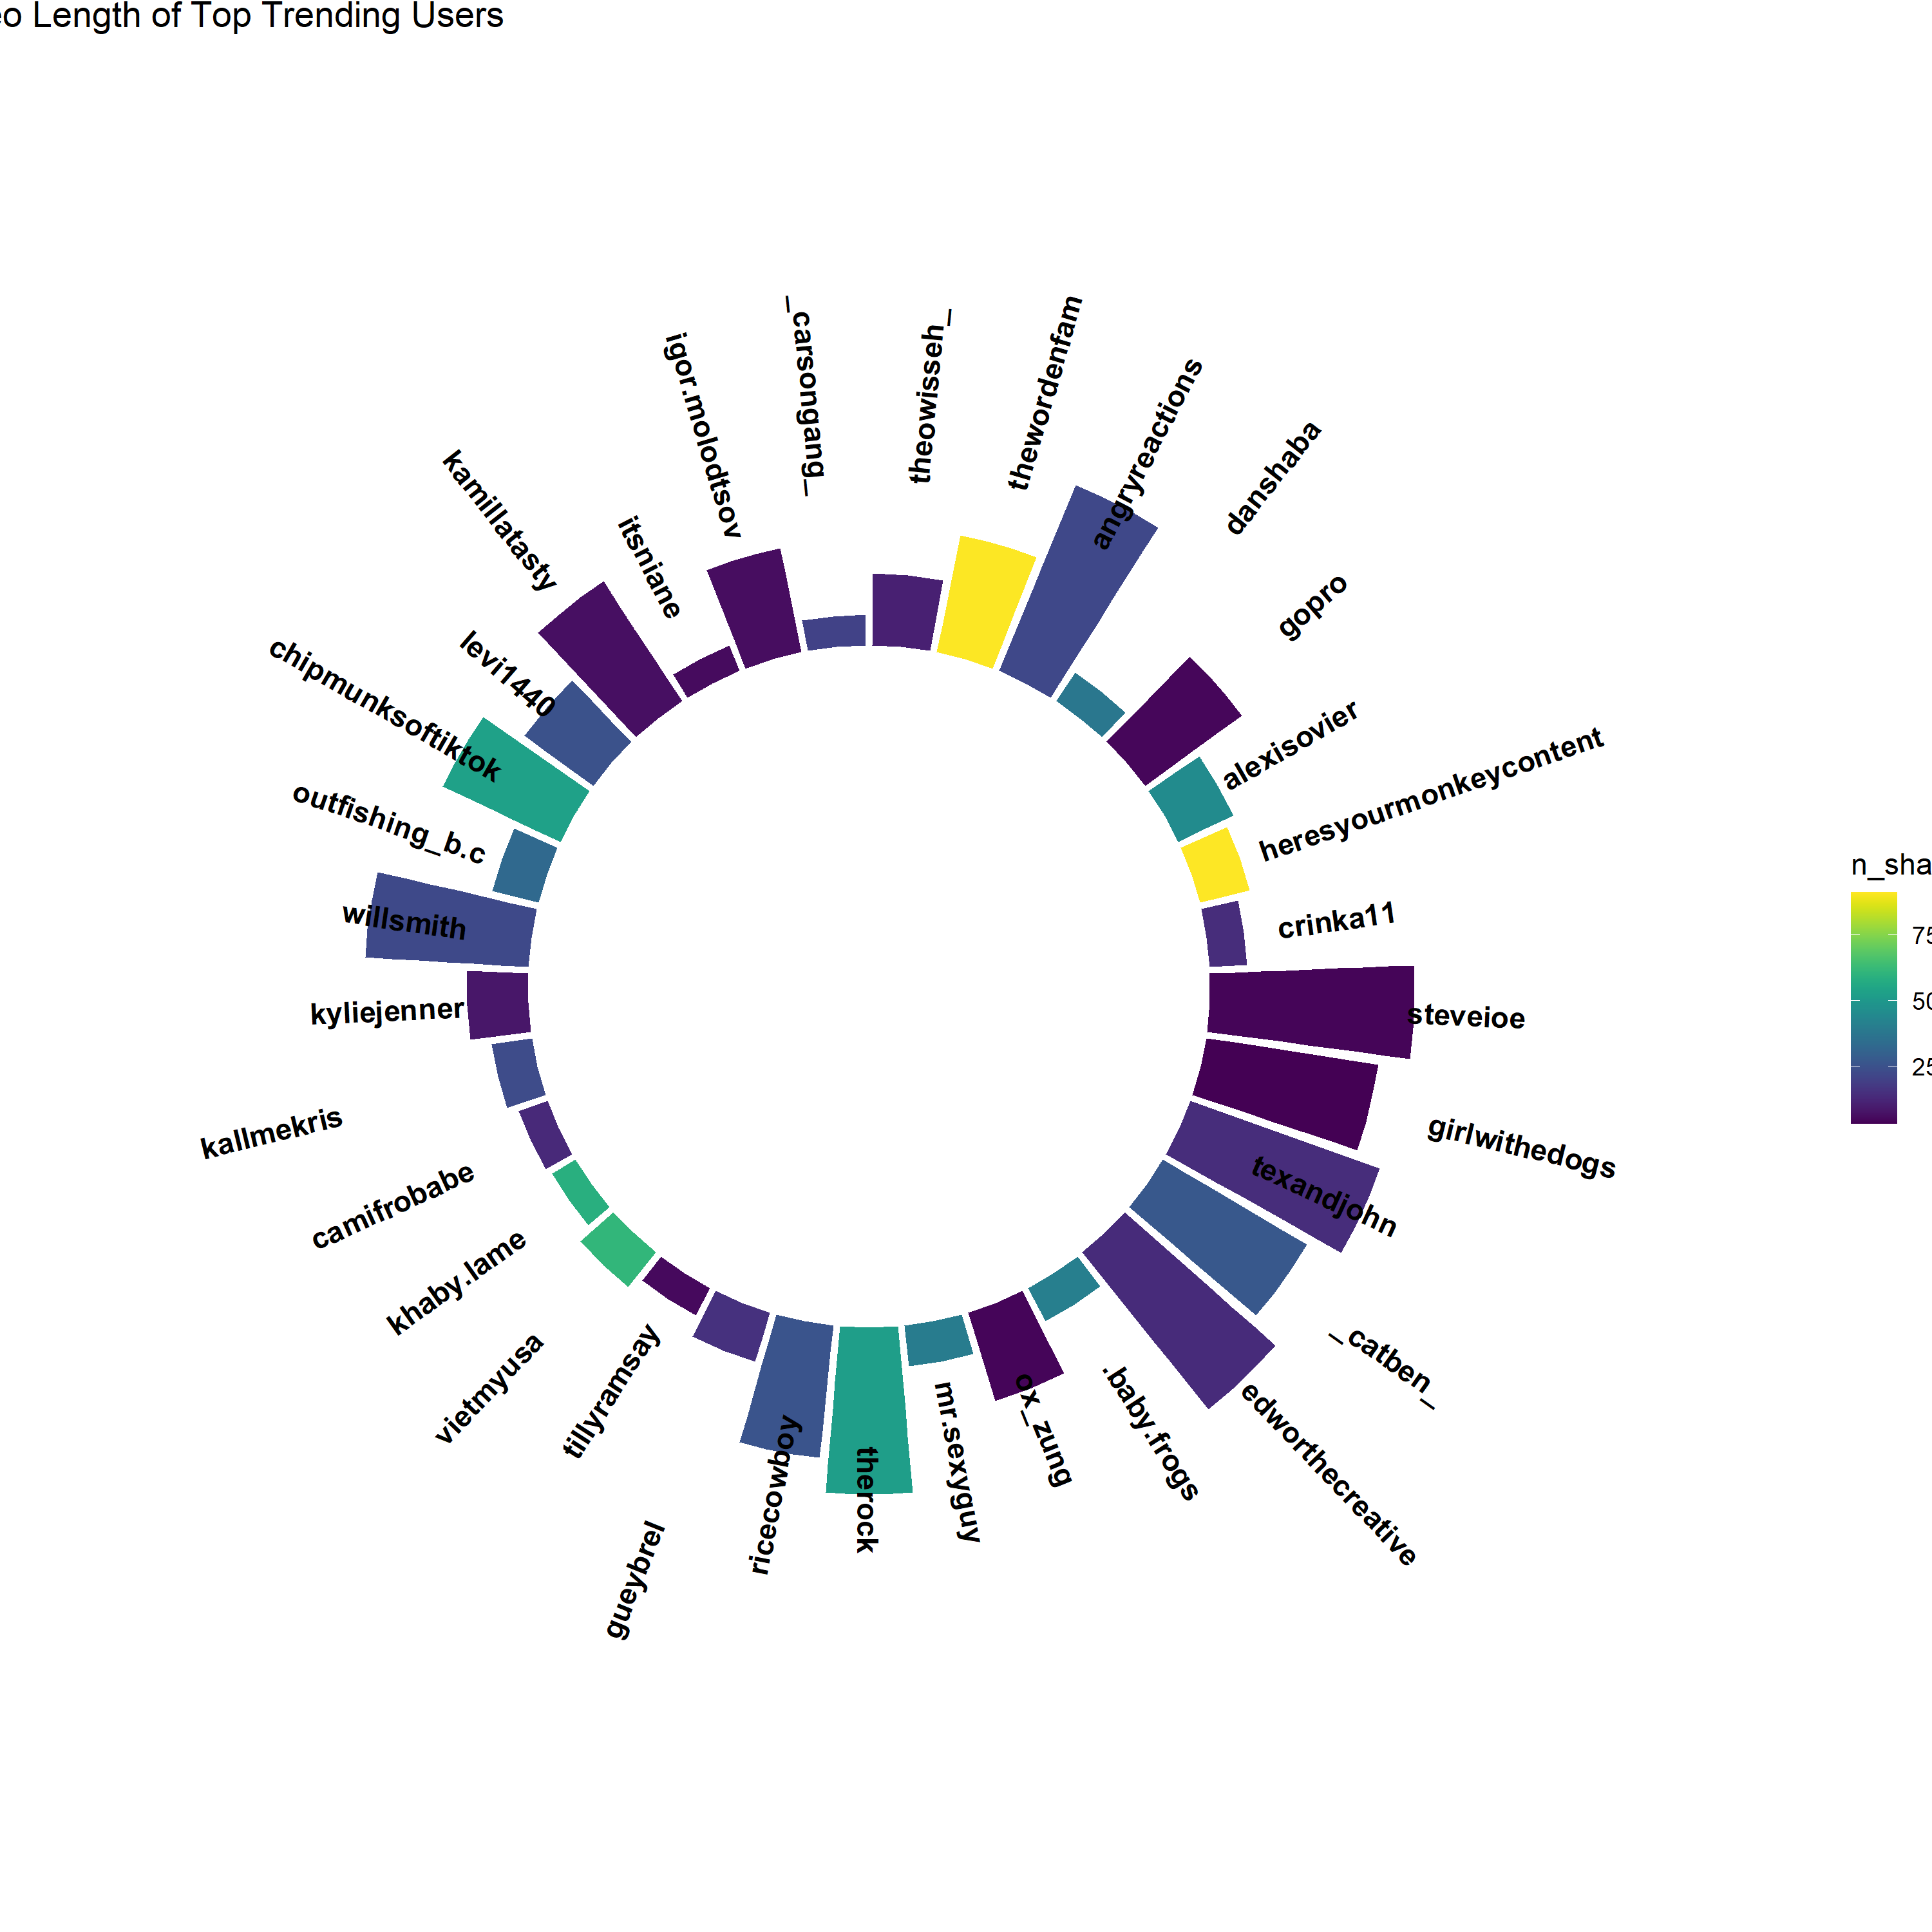 o Length of Top Trending Users
_carsongang_
theowisseh_
thewordenfam
angryreactions
danshaba
gopro
alexisovier
heresyourmonkeycontent
crinka11
steveioe
girlwithedogs
texandjohn
_catben_
edworthecreative
.baby.frogs
ox_zung
mr.sexyguy
therock
ricecowboy
gueybrel
tillyramsay
vietmyusa
khaby.lame
camifrobabe
kallmekris
kyliejenner
willsmith
outfishing_b.c
chipmunksoftiktok
levi1440
kamillatasty
itsniane
igor.molodtsov
n_sha
75
50
25